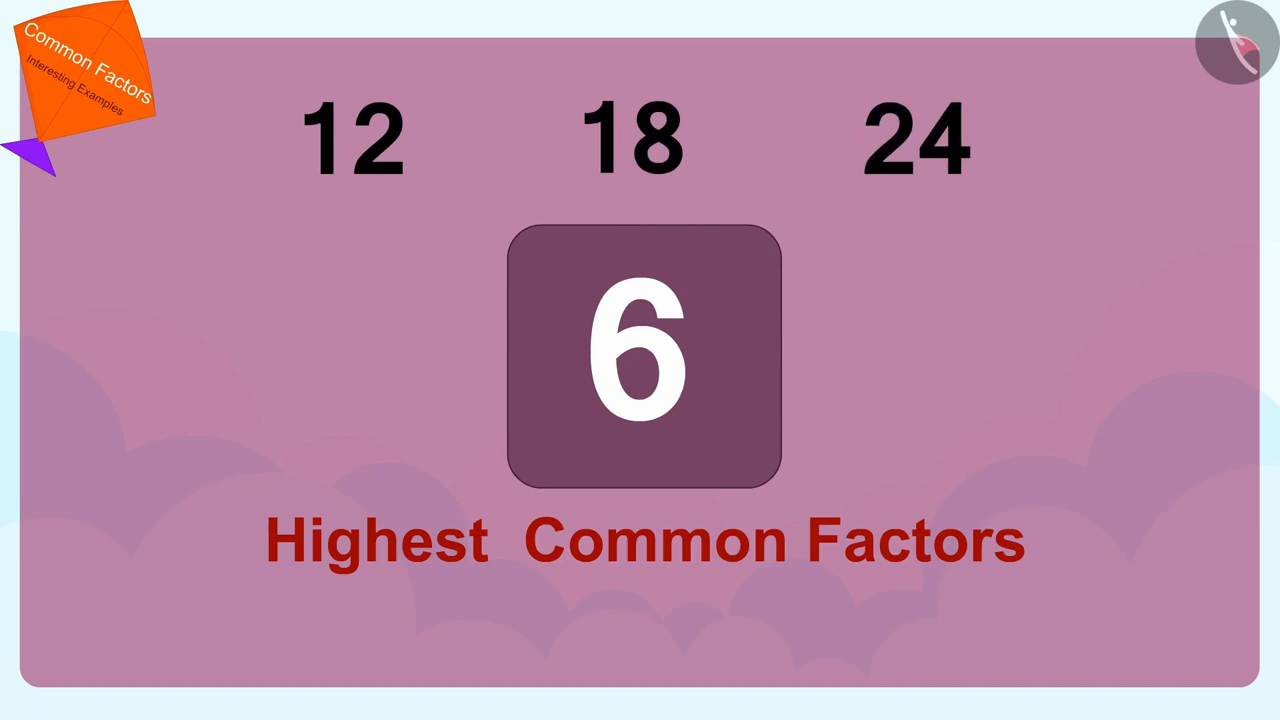 Common Factors
Interesting Examples
12 18 24
6
Highest Common Factors